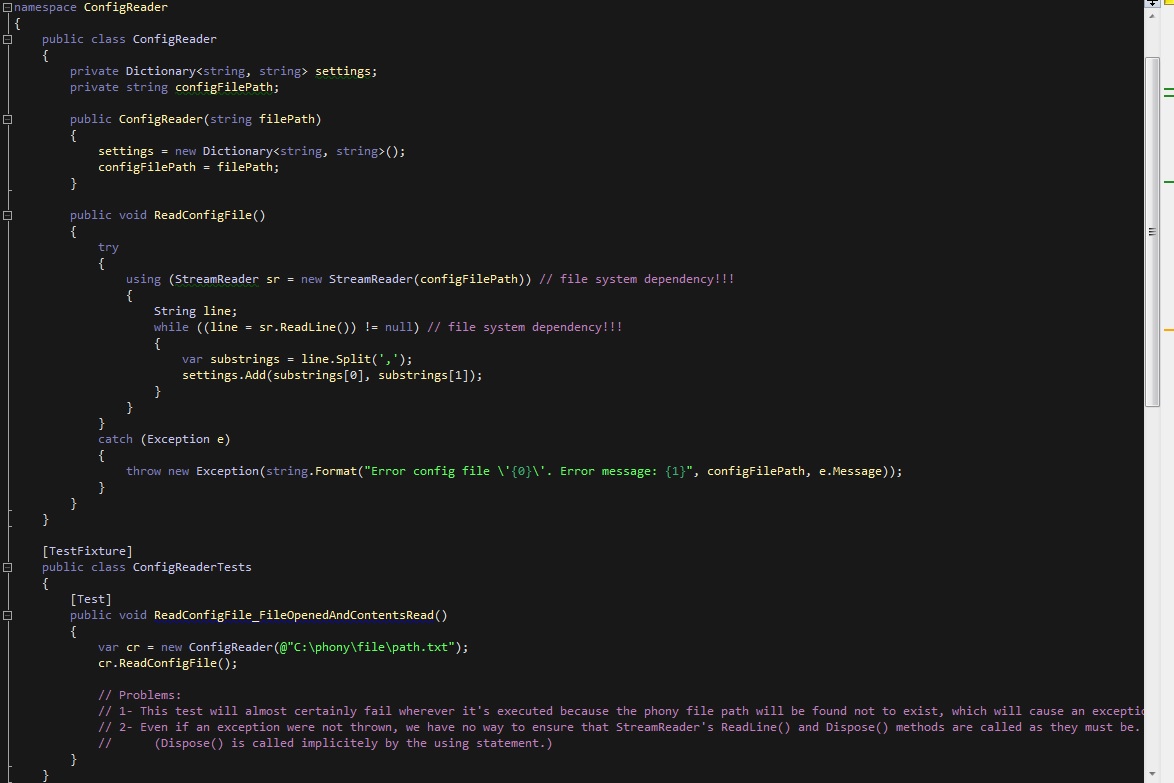 namespace ConfigReader
{
    public class ConfigReader
    {
        private Dictionary<string, string> settings;
        private string configFilePath;

        public ConfigReader(string filePath)
        {
            settings = new Dictionary<string, string>();
            configFilePath = filePath;
        }

        public void ReadConfigFile()
        {
            try
            {
                using (StreamReader sr = new StreamReader(configFilePath)) // file system dependency!!!
                {
                    String line;
                    while ((line = sr.ReadLine()) != null) // file system dependency!!!
                    {
                        var substrings = line.Split(',');
                        settings.Add(substrings[0], substrings[1]);
                    }
                }
            }
            catch (Exception e)
            {
                throw new Exception(string.Format("Error config file \'{0}\'. Error message: {1}", configFilePath, e.Message));
            }
        }
    }

    [TestFixture]
    public class ConfigReaderTests
    {
        [Test]
        public void ReadConfigFile_FileOpenedAndContentsRead()
        {
            var cr = new ConfigReader(@"C:\phony\file\path.txt");
            cr.ReadConfigFile();

            // Problems:
            // 1- This test will almost certainly fail wherever it's executed because the phony file path will be found not to exist, which will cause an exceptio
            // 2- Even if an exception were not thrown, we have no way to ensure that StreamReader's ReadLine() and Dispose() methods are called as they must be.
            //      (Dispose() is called implicitely by the using statement.)
        }
    }